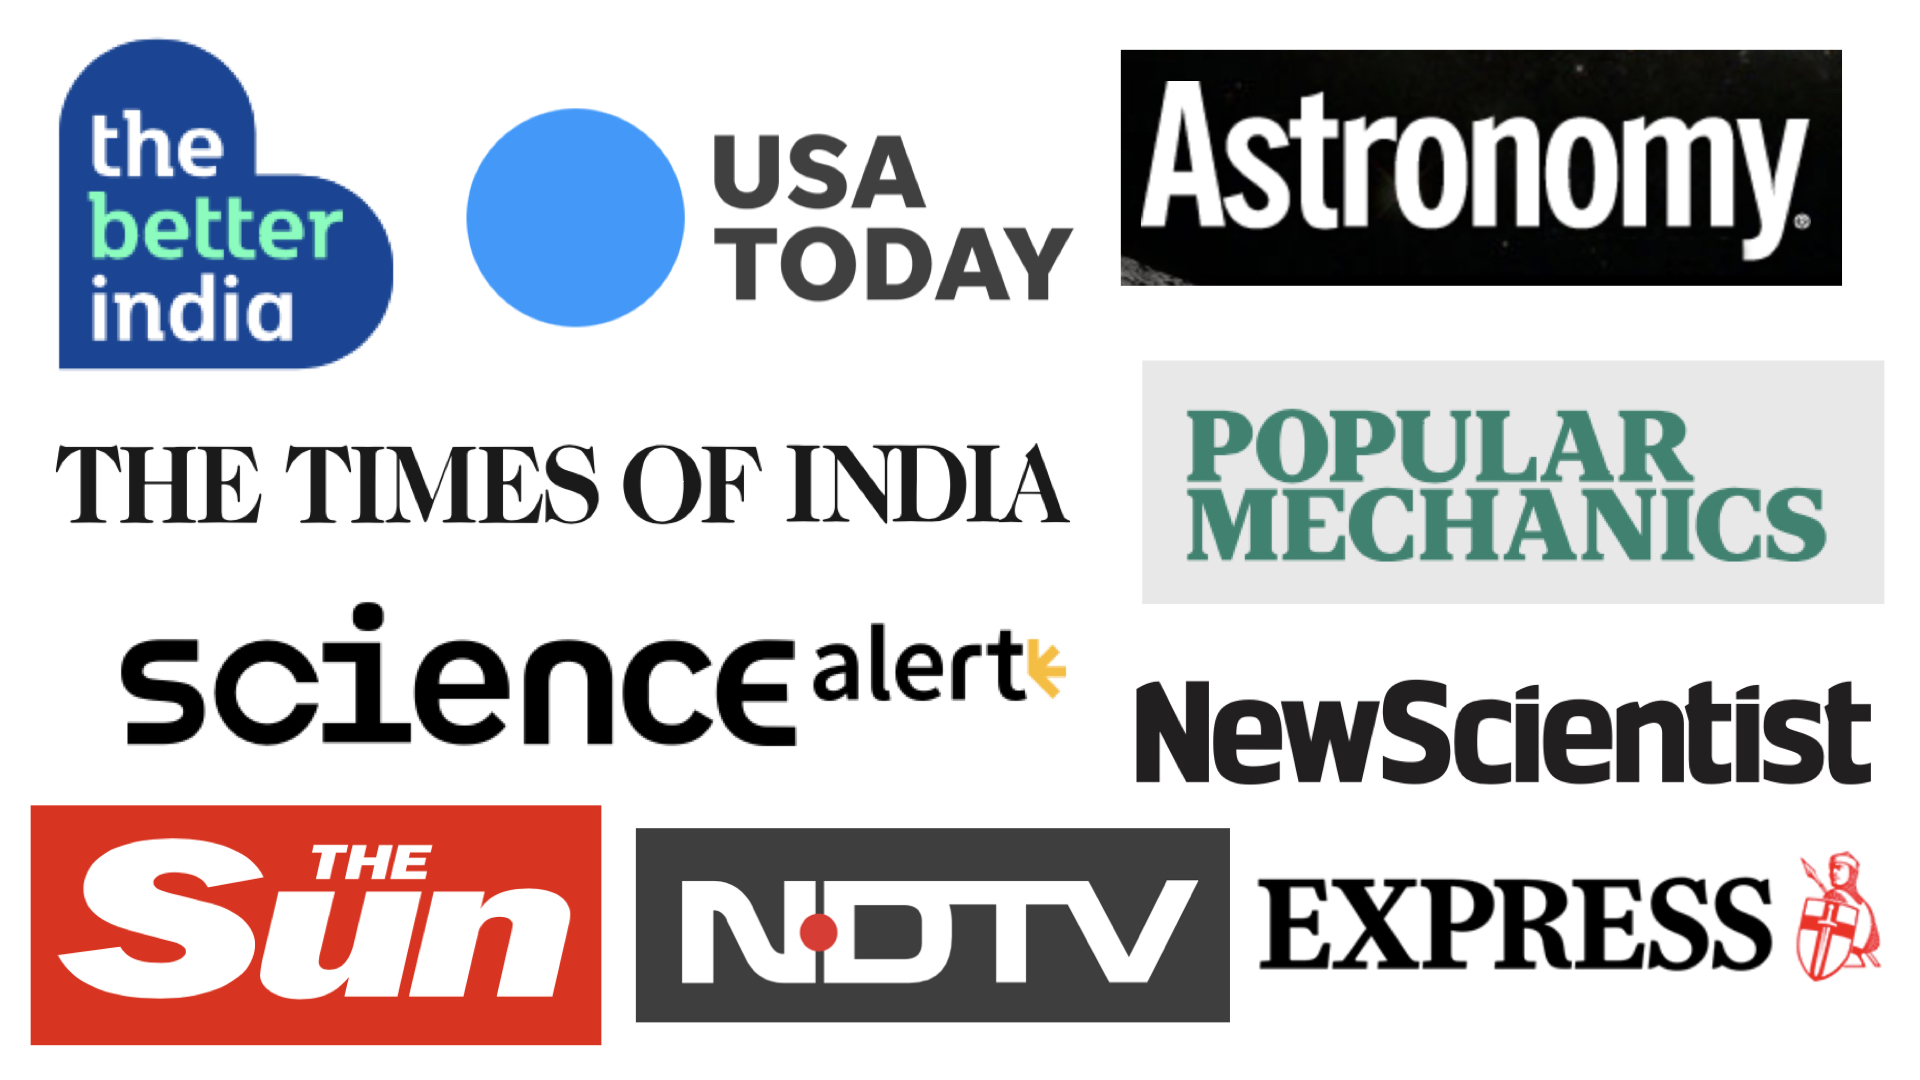 the
better
india
USA
TODAY
Astronomy®
THE TIMES OF INDIA
POPULAR
MECHANICS
science alert
NewScientist
THE
Sun
NDTV
EXPRESS